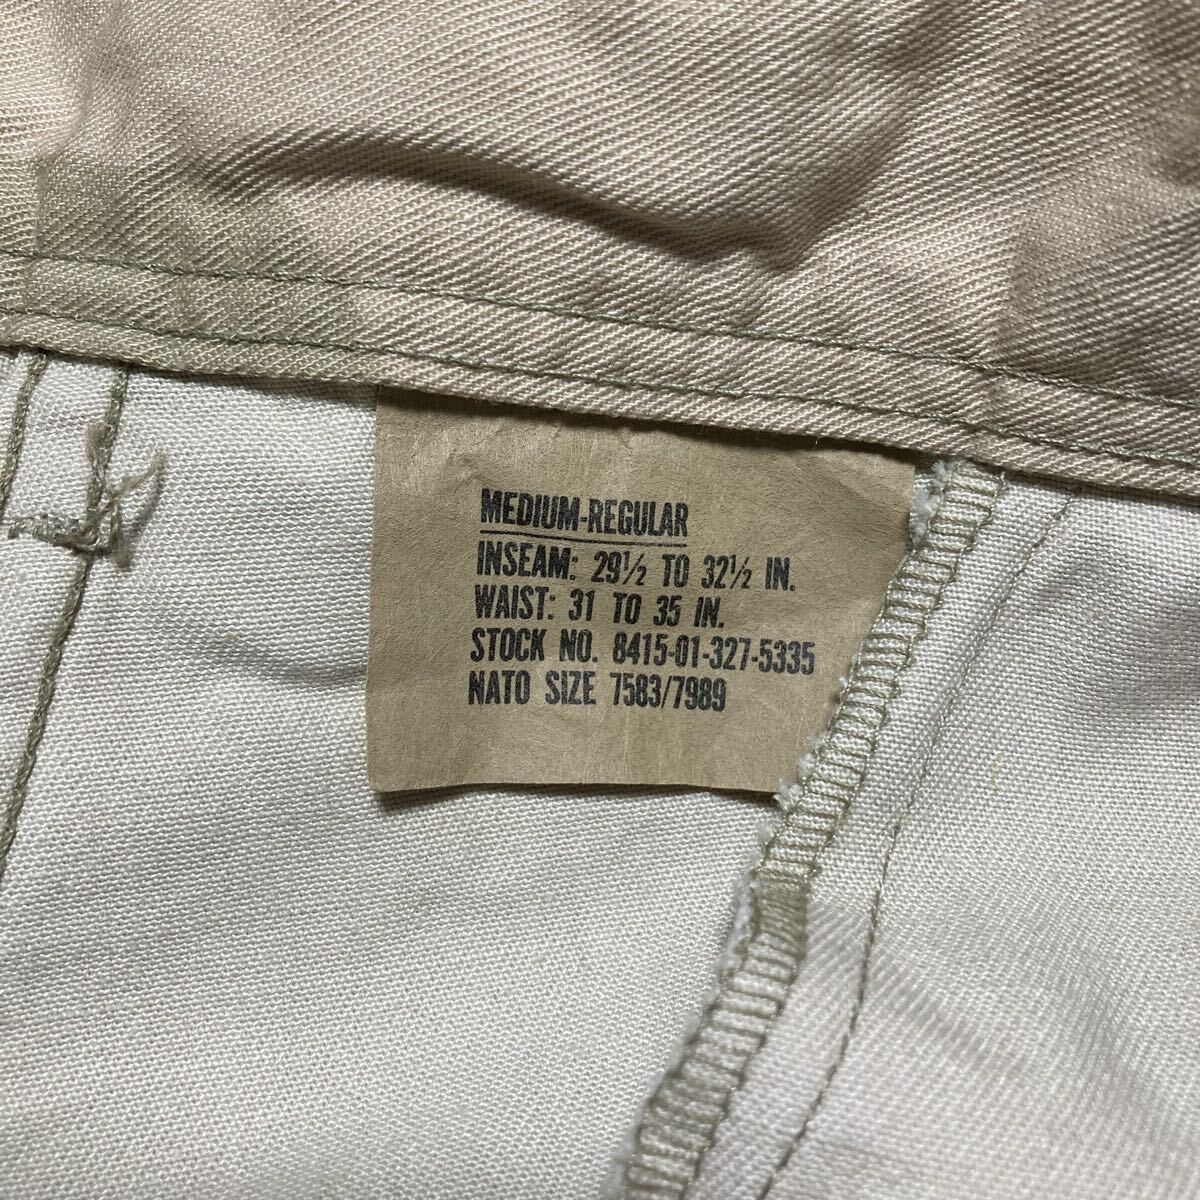 MEDIUM-REGULAR
INSEAM: 29½ TO 32½ IN.
WAIST: 31 TO 35 IN.
STOCK NO. 8415-01-327-5335
NATO SIZE 7583/7989